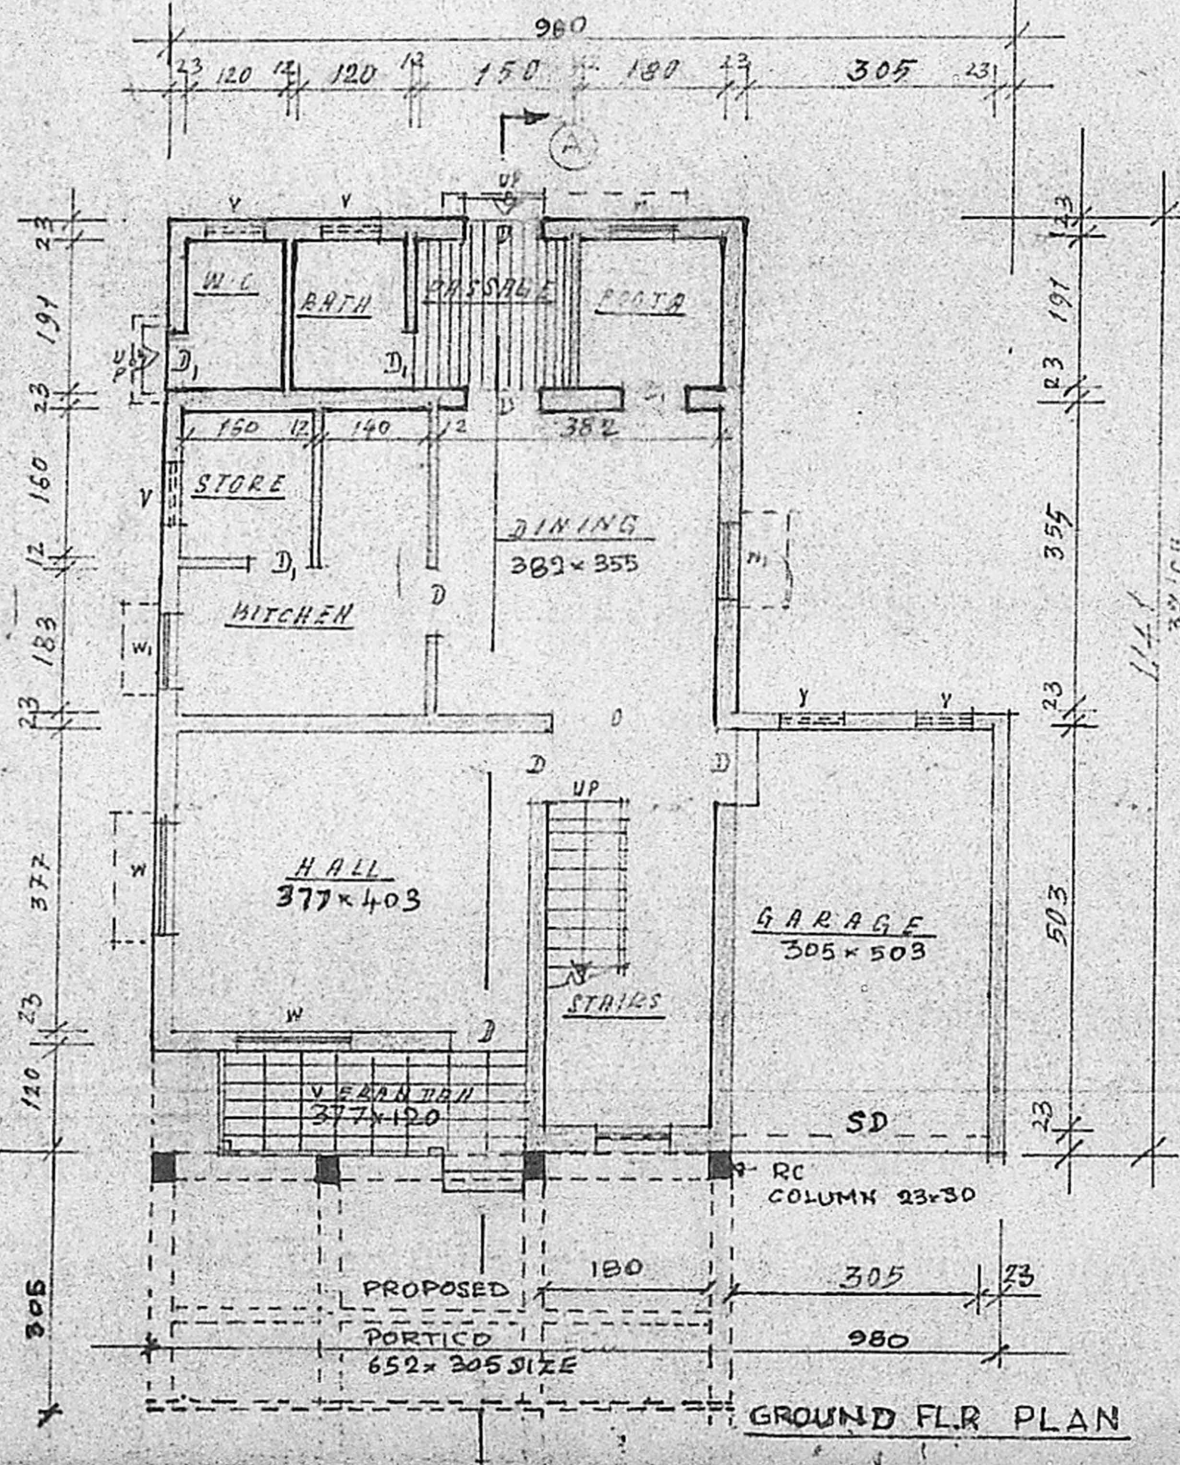 980
23 120 12 120 12 150 12 180 23 305 23
A
UP
V V
D
23 23
W.C BATH PASSAGE POOJA
191 191
D₁ D₁
23 D 23
150 12 140 12 382
STORE
V
160
DINING
382×355
355
12 D₁
D
KITCHEN
W₁
183
23 D 23
V V
D D
UP
W
HALL
377×403
377
GARAGE
305×503
503
STAIRS
23
W
D
VERANDAH
377×120
120
SD
23
RC
COLUMN 23×30
180
305 23
PROPOSED
305
PORTICO
652×305 SIZE
980
GROUND FLR PLAN